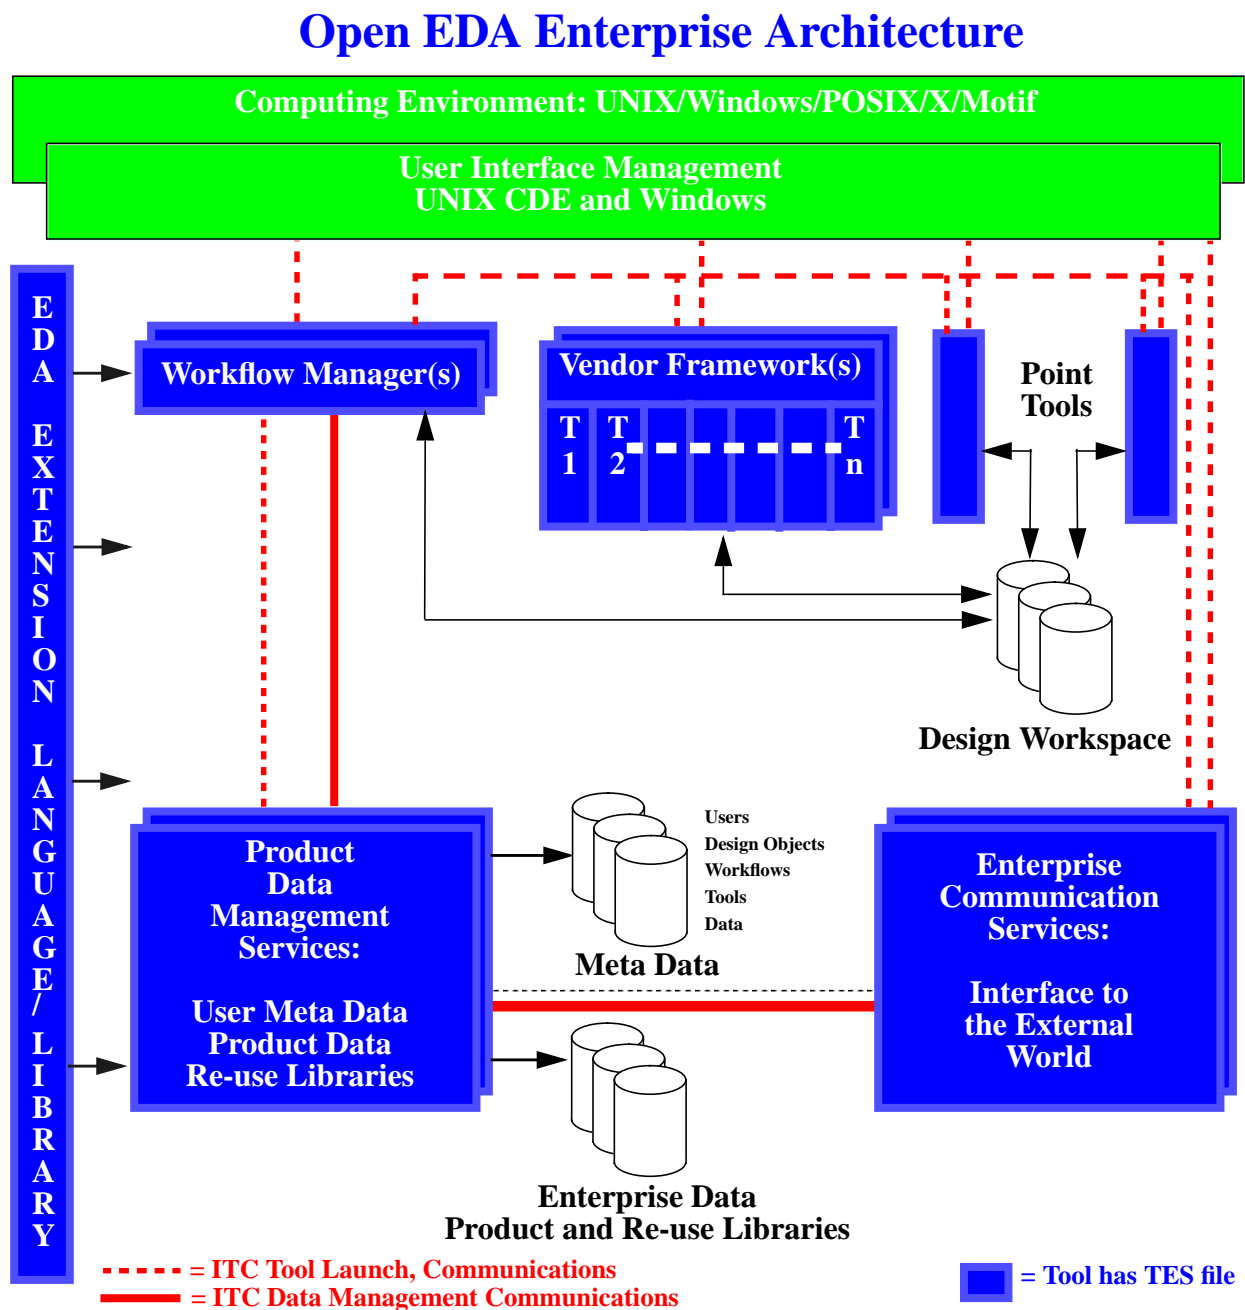 Open EDA Enterprise Architecture
Computing Environment: UNIX/Windows/POSIX/X/Motif
User Interface Management
UNIX CDE and Windows
EDA EXTENSION LANGUAGE/LIBRARY
Workflow Manager(s)
Vendor Framework(s)
T T T
1 2 n
Point
Tools
Design Workspace
Product
Data
Management
Services:
User Meta Data
Product Data
Re-use Libraries
Users
Design Objects
Workflows
Tools
Data
Meta Data
Enterprise
Communication
Services:
Interface to
the External
World
Enterprise Data
Product and Re-use Libraries
= ITC Tool Launch, Communications
= ITC Data Management Communications
= Tool has TES file